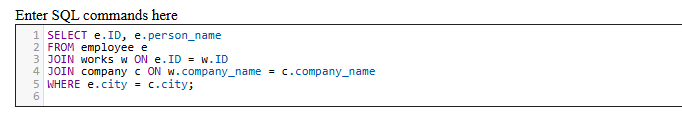 Enter SQL commands here
1 SELECT e.ID, e.person_name
2 FROM employee e
3 JOIN works w ON e.ID = w.ID
4 JOIN company c ON w.company_name = c.company_name
5 WHERE e.city = c.city;
6